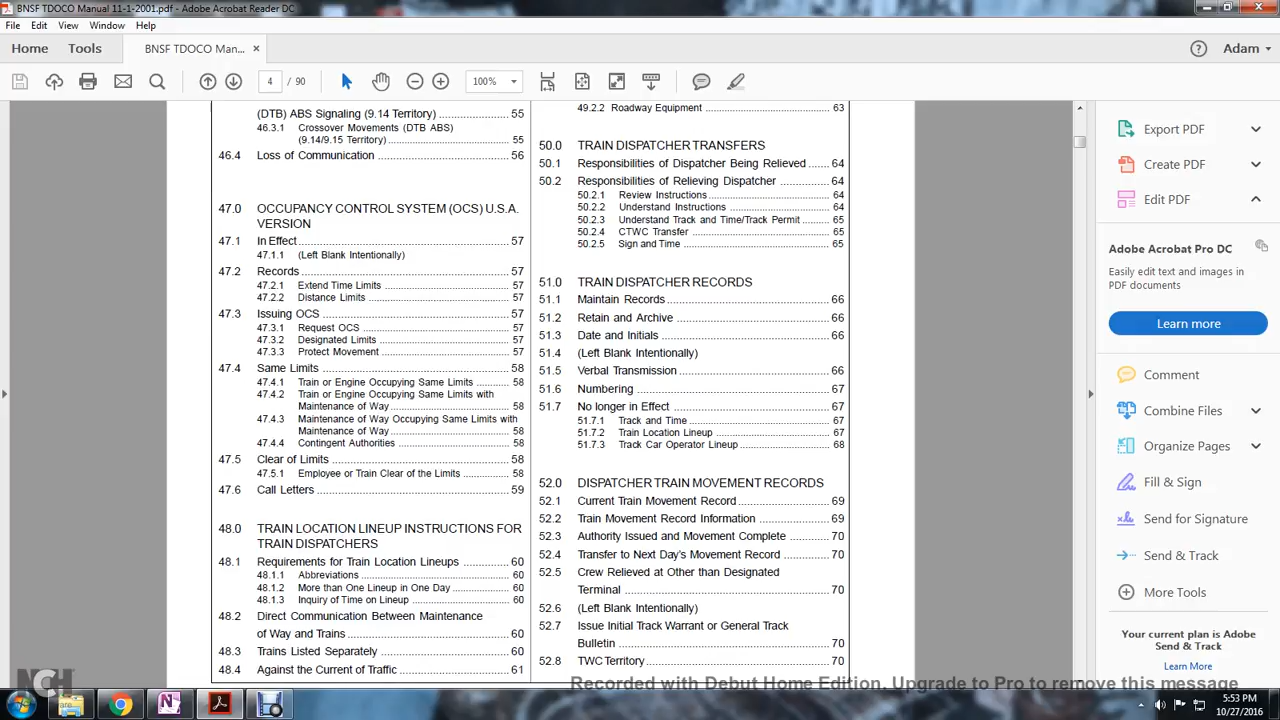 BNSF TDOCO Manual 11-1-2001.pdf - Adobe Acrobat Reader DC
File Edit View Window Help
Home Tools BNSF TDOCO Man... × Adam
4 / 90 100%
(DTB) ABS Signaling (9.14 Territory) 55
46.3.1 Crossover Movements (DTB ABS)
(9.14/9.15 Territory) 55
46.4 Loss of Communication 56
47.0 OCCUPANCY CONTROL SYSTEM (OCS) U.S.A.
VERSION
47.1 In Effect 57
47.1.1 (Left Blank Intentionally)
47.2 Records 57
47.2.1 Extend Time Limits 57
47.2.2 Distance Limits 57
47.3 Issuing OCS 57
47.3.1 Request OCS 57
47.3.2 Designated Limits 57
47.3.3 Protect Movement 57
47.4 Same Limits 58
47.4.1 Train or Engine Occupying Same Limits 58
47.4.2 Train or Engine Occupying Same Limits with
Maintenance of Way 58
47.4.3 Maintenance of Way Occupying Same Limits with
Maintenance of Way 58
47.4.4 Contingent Authorities 58
47.5 Clear of Limits 58
47.5.1 Employee or Train Clear of the Limits 58
47.6 Call Letters 59
48.0 TRAIN LOCATION LINEUP INSTRUCTIONS FOR
TRAIN DISPATCHERS
48.1 Requirements for Train Location Lineups 60
48.1.1 Abbreviations 60
48.1.2 More than One Lineup in One Day 60
48.1.3 Inquiry of Time on Lineup 60
48.2 Direct Communication Between Maintenance
of Way and Trains 60
48.3 Trains Listed Separately 60
48.4 Against the Current of Traffic 61
49.2.2 Roadway Equipment 63
50.0 TRAIN DISPATCHER TRANSFERS
50.1 Responsibilities of Dispatcher Being Relieved 64
50.2 Responsibilities of Relieving Dispatcher 64
50.2.1 Review Instructions 64
50.2.2 Understand Instructions 64
50.2.3 Understand Track and Time/Track Permit 65
50.2.4 CTWC Transfer 65
50.2.5 Sign and Time 65
51.0 TRAIN DISPATCHER RECORDS
51.1 Maintain Records 66
51.2 Retain and Archive 66
51.3 Date and Initials 66
51.4 (Left Blank Intentionally)
51.5 Verbal Transmission 66
51.6 Numbering 67
51.7 No longer in Effect 67
51.7.1 Track and Time 67
51.7.2 Train Location Lineup 67
51.7.3 Track Car Operator Lineup 68
52.0 DISPATCHER TRAIN MOVEMENT RECORDS
52.1 Current Train Movement Record 69
52.2 Train Movement Record Information 69
52.3 Authority Issued and Movement Complete 70
52.4 Transfer to Next Day's Movement Record 70
52.5 Crew Relieved at Other than Designated
Terminal 70
52.6 (Left Blank Intentionally)
52.7 Issue Initial Track Warrant or General Track
Bulletin 70
52.8 TWC Territory 70
Export PDF
Create PDF
Edit PDF
Adobe Acrobat Pro DC
Easily edit text and images in
PDF documents
Learn more
Comment
Combine Files
Organize Pages
Fill & Sign
Send for Signature
Send & Track
More Tools
Your current plan is Adobe
Send & Track
Learn More
NCH
Recorded with Debut Home Edition. Upgrade to Pro to remove this message
5:53 PM
10/27/2016